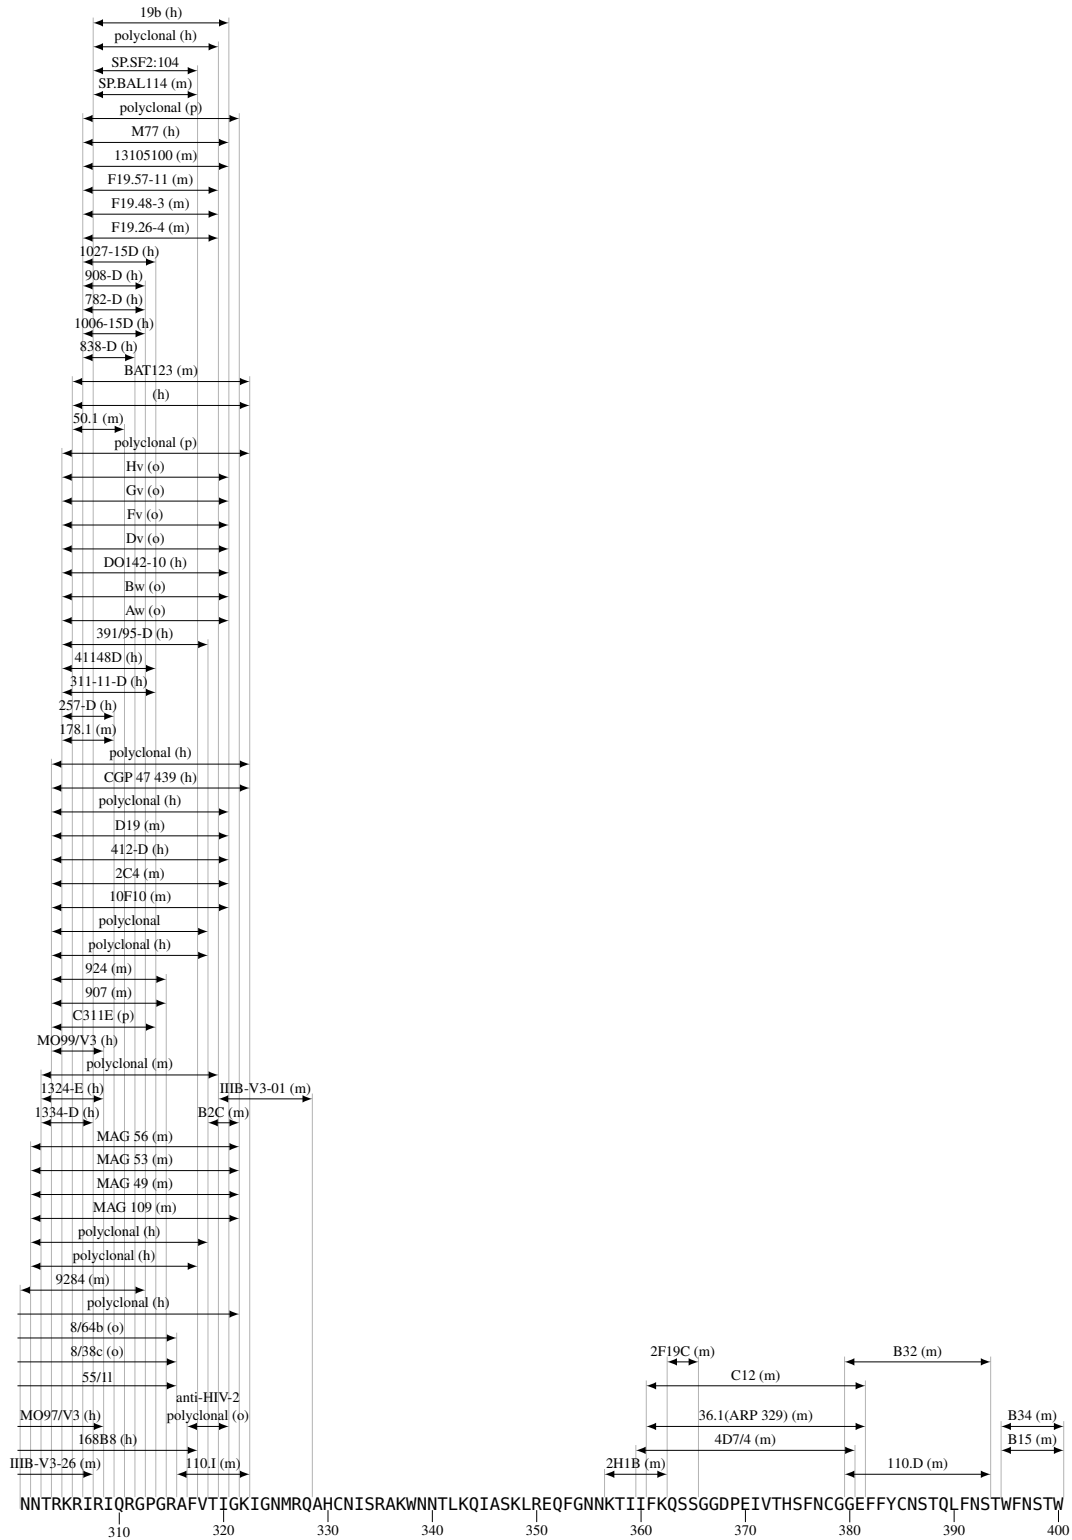 19b (h)
polyclonal (h)
SP.SF2:104
SP.BAL114 (m)
polyclonal (p)
M77 (h)
13105100 (m)
F19.57-11 (m)
F19.48-3 (m)
F19.26-4 (m)
1027-15D (h)
908-D (h)
782-D (h)
1006-15D (h)
838-D (h)
BAT123 (m)
(h)
50.1 (m)
polyclonal (p)
Hv (o)
Gv (o)
Fv (o)
Dv (o)
DO142-10 (h)
Bw (o)
Aw (o)
391/95-D (h)
41148D (h)
311-11-D (h)
257-D (h)
178.1 (m)
polyclonal (h)
CGP 47 439 (h)
polyclonal (h)
D19 (m)
412-D (h)
2C4 (m)
10F10 (m)
polyclonal
polyclonal (h)
924 (m)
907 (m)
C311E (p)
MO99/V3 (h)
polyclonal (m)
1324-E (h) IIIB-V3-01 (m)
1334-D (h) B2C (m)
MAG 56 (m)
MAG 53 (m)
MAG 49 (m)
MAG 109 (m)
polyclonal (h)
polyclonal (h)
9284 (m)
polyclonal (h)
8/64b (o)
8/38c (o) 2F19C (m) B32 (m)
55/11 C12 (m)
anti-HIV-2
MO97/V3 (h) polyclonal (o) 36.1(ARP 329) (m) B34 (m)
168B8 (h) 4D7/4 (m) B15 (m)
IIIB-V3-26 (m) 110.I (m) 2H1B (m) 110.D (m)
NNTRKRIRIQRGPGRAFVTIGKIGNMRQAHCNISRAKWNNTLKQIASKLREQFGNNKTIIFKQSSGGDPEIVTHSFNCGGEFFYCNSTQLFNSTWFNSTW
310 320 330 340 350 360 370 380 390 400